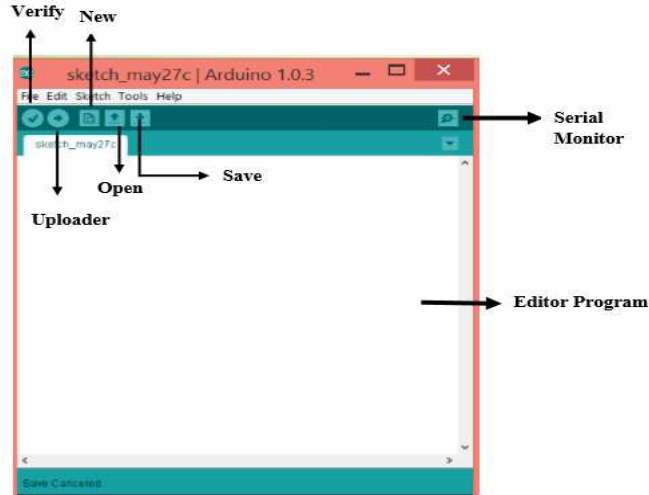 Verify New
sketch_may27c | Arduino 1.0.3
File Edit Sketch Tools Help
sketch_may27c
Serial
Monitor
Save
Open
Uploader
Editor Program
Save Canceled